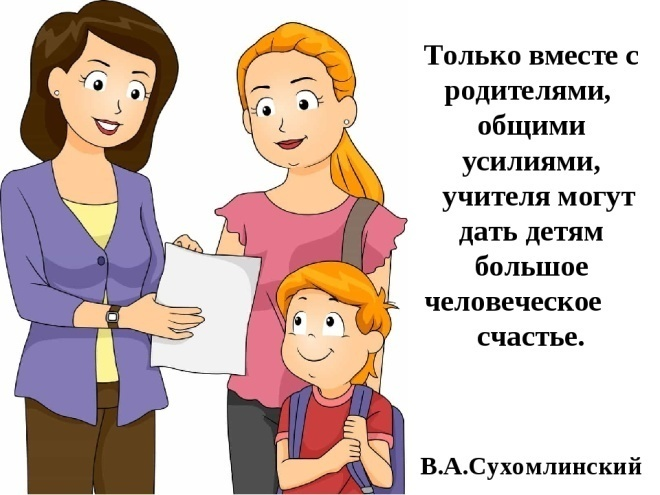 Только вместе с
родителями,
общими
усилиями,
учителя могут
дать детям
большое
человеческое
счастье.
В.А.Сухомлинский